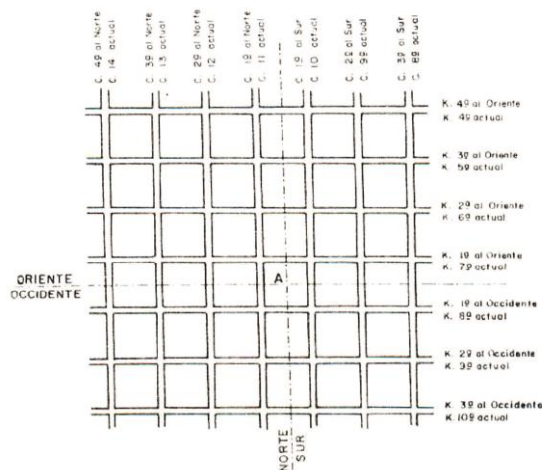 C. 4º al Norte
C. 14 actual
C. 3º al Norte
C. 13 actual
C. 2º al Norte
C. 12 actual
C. 1º al Norte
C. 11 actual
C. 1º al Sur
C. 10 actual
C. 2º al Sur
C. 9º actual
C. 3º al Sur
C. 8º actual
K. 4º al Oriente
K. 4º actual
K. 3º al Oriente
K. 5º actual
K. 2º al Oriente
K. 6º actual
K. 1º al Oriente
K. 7º actual
ORIENTE
OCCIDENTE
A
K. 1º al Occidente
K. 8º actual
K. 2º al Occidente
K. 9º actual
K. 3º al Occidente
K. 10º actual
NORTE
SUR